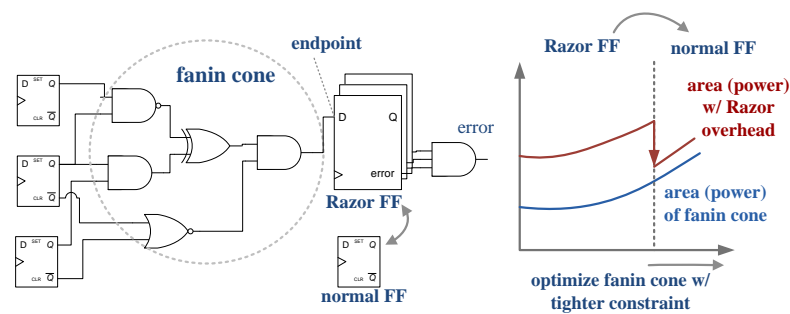 endpoint
fanin cone
D SET Q
CLR Q
D SET Q
CLR Q
D SET Q
CLR Q
D Q
error
Razor FF
error
D SET Q
CLR Q
normal FF
Razor FF
normal FF
area (power)
w/ Razor
overhead
area (power)
of fanin cone
optimize fanin cone w/
tighter constraint